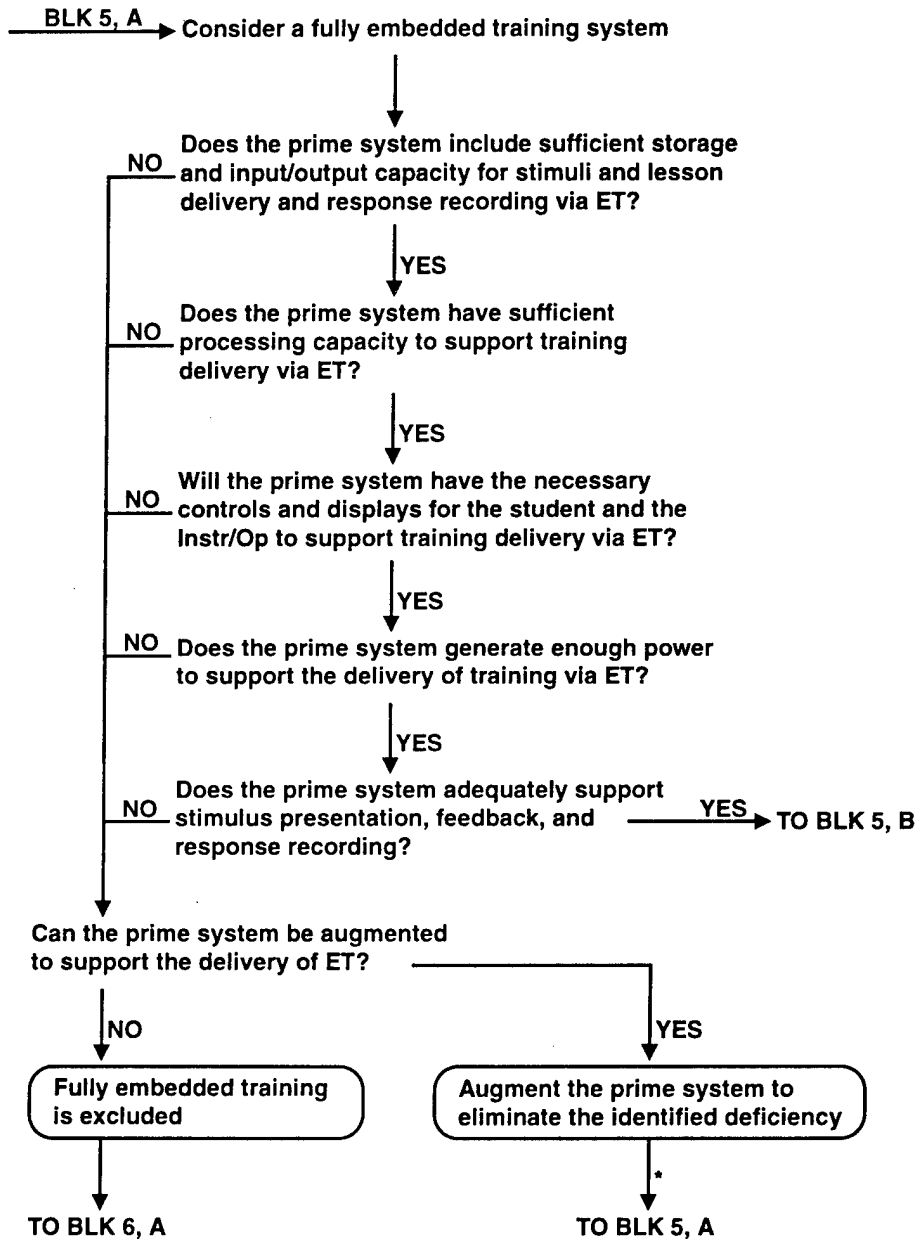 BLK 5, A
Consider a fully embedded training system
Does the prime system include sufficient storage
NO
and input/output capacity for stimuli and lesson
delivery and response recording via ET?
YES
Does the prime system have sufficient
NO
processing capacity to support training
delivery via ET?
YES
Will the prime system have the necessary
NO
controls and displays for the student and the
Instr/Op to support training delivery via ET?
YES
NO
Does the prime system generate enough power
to support the delivery of training via ET?
YES
Does the prime system adequately support
NO
stimulus presentation, feedback, and
response recording?
YES
TO BLK 5, B
Can the prime system be augmented
to support the delivery of ET?
NO
YES
Fully embedded training
is excluded
Augment the prime system to
eliminate the identified deficiency
*
TO BLK 6, A
TO BLK 5, A